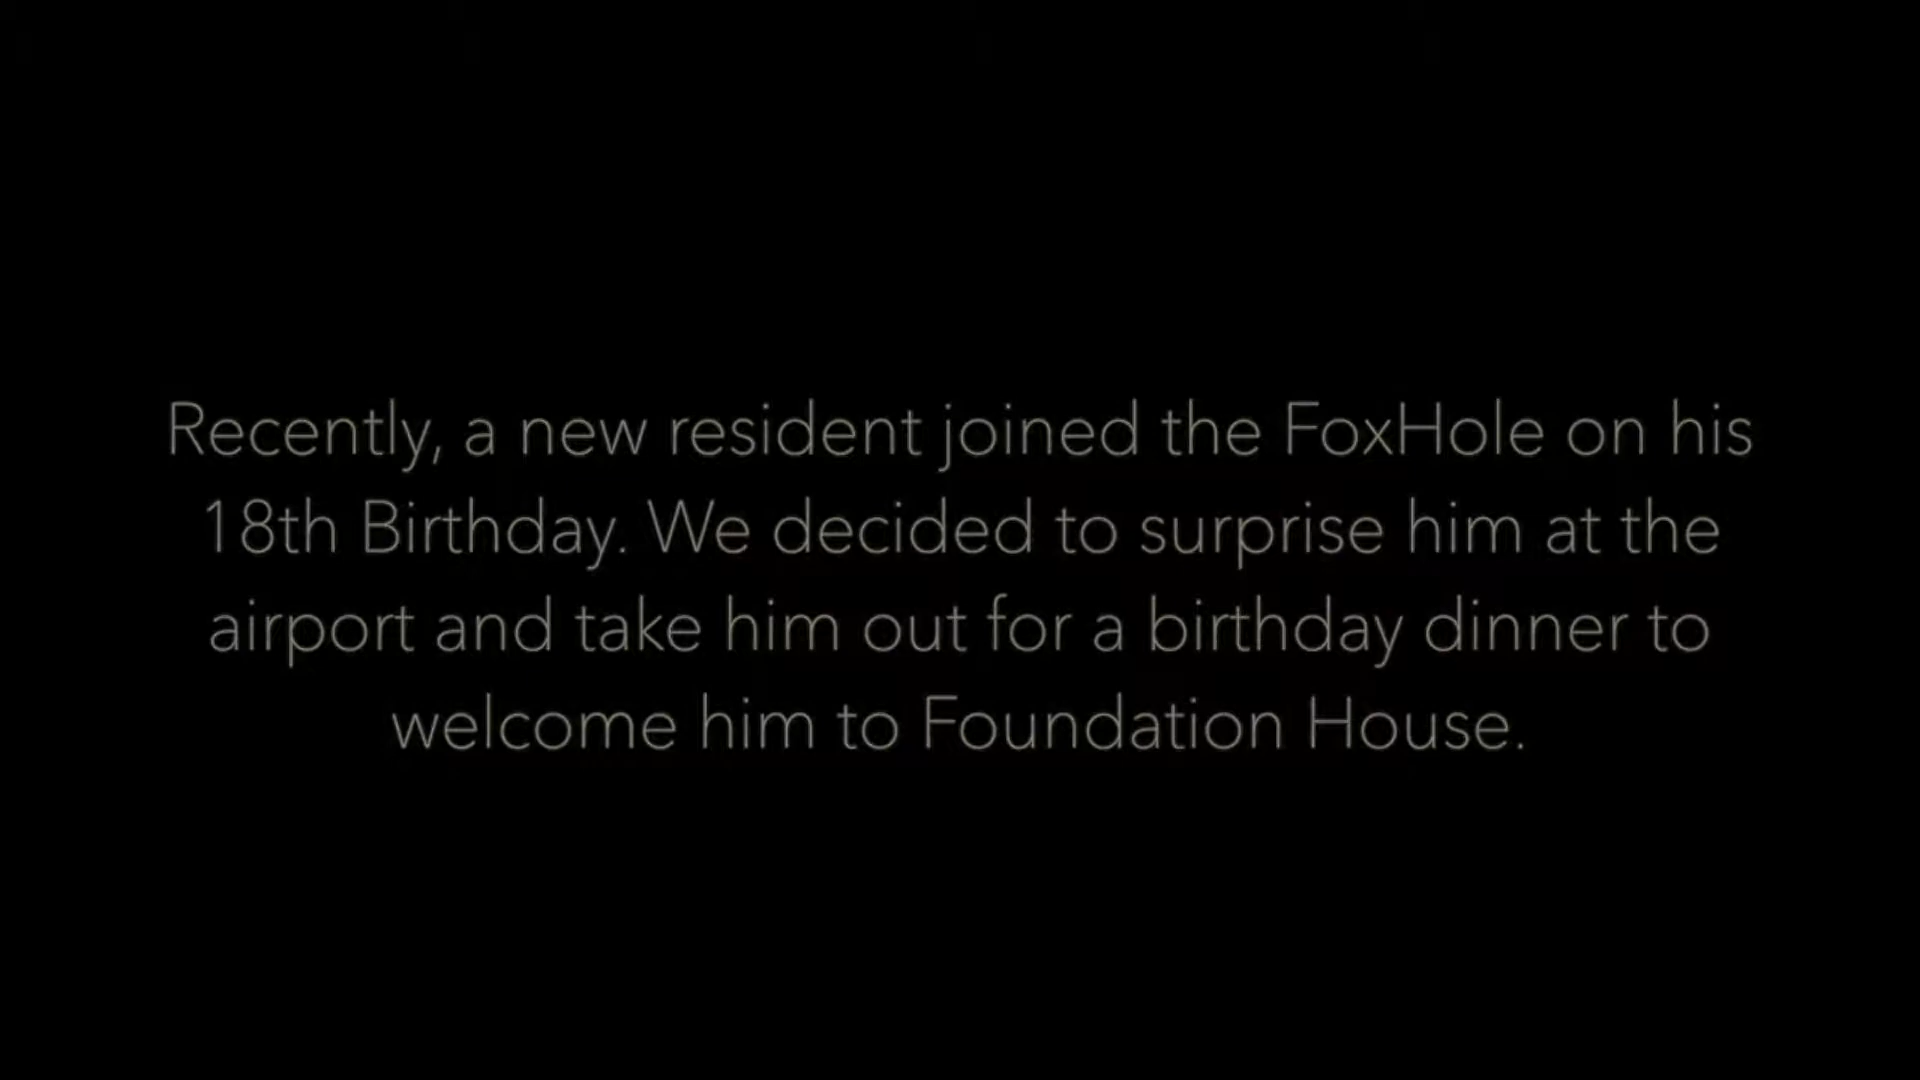 Recently, a new resident joined the FoxHole on his
18th Birthday. We decided to surprise him at the
airport and take him out for a birthday dinner to
welcome him to Foundation House.